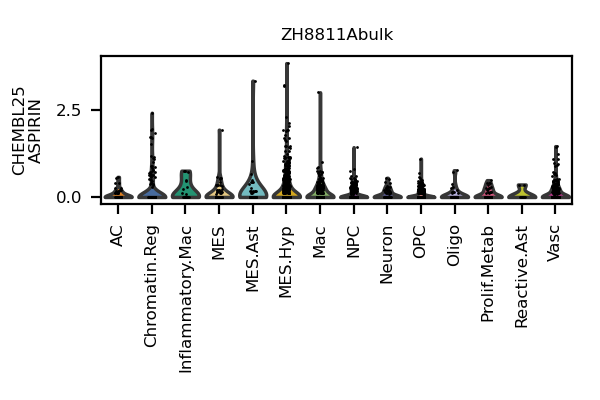 ZH8811Abulk
CHEMBL25
ASPIRIN
2.5
0.0
AC
Chromatin.Reg
Inflammatory.Mac
MES
MES.Ast
MES.Hyp
Mac
NPC
Neuron
OPC
Oligo
Prolif.Metab
Reactive.Ast
Vasc